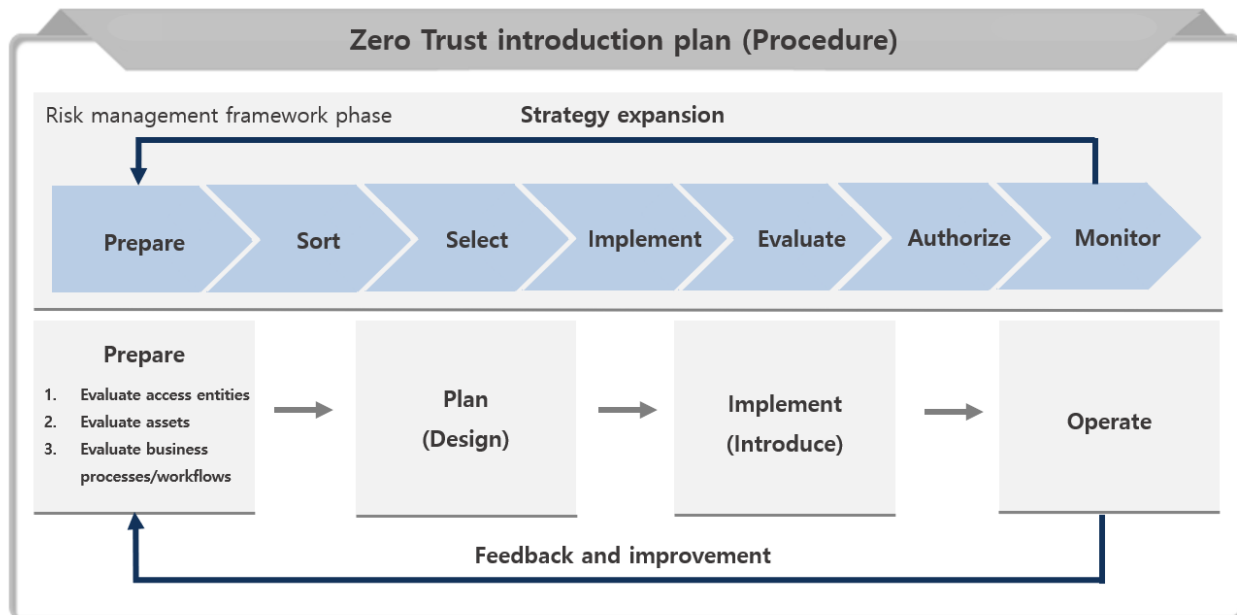 Zero Trust introduction plan (Procedure)
Risk management framework phase
Strategy expansion
Prepare
Sort
Select
Implement
Evaluate
Authorize
Monitor
Prepare
1. Evaluate access entities
2. Evaluate assets
3. Evaluate business
processes/workflows
Plan
(Design)
Implement
(Introduce)
Operate
Feedback and improvement